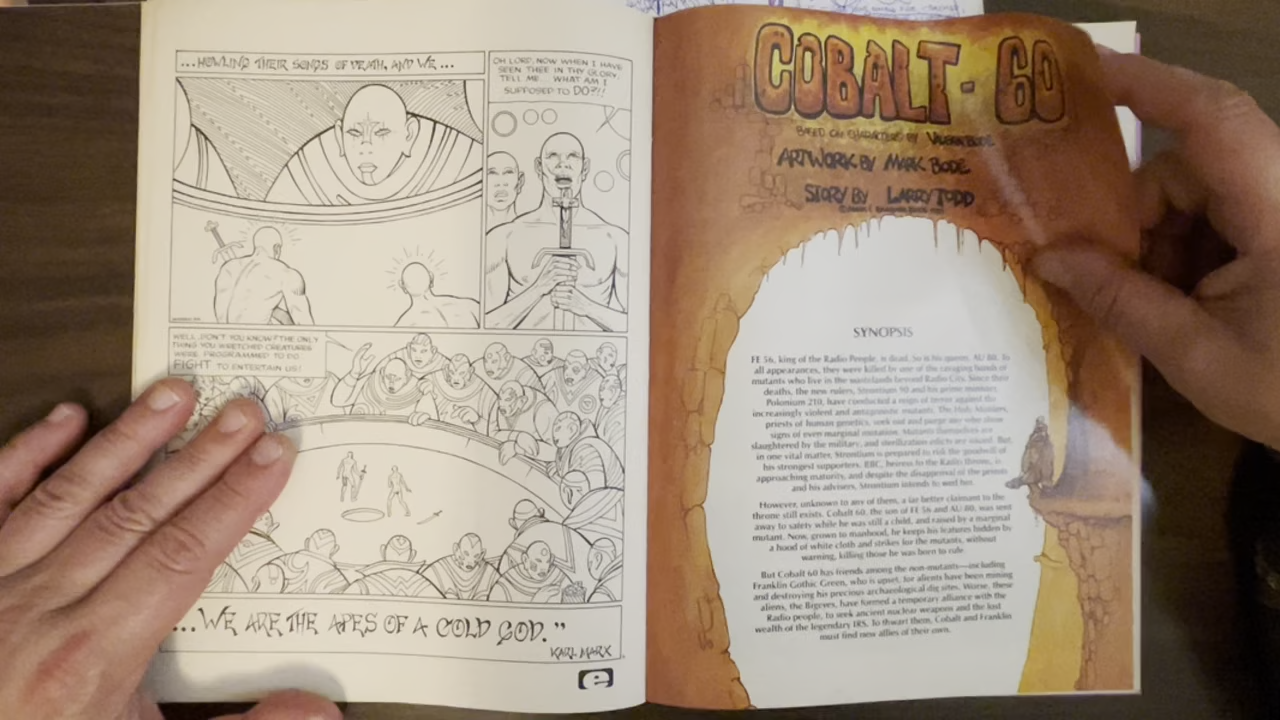 ...HOWLING THEIR SONGS OF DEATH, AND WE...
OH LORD, NOW WHEN I HAVE
SEEN THEE IN THY GLORY,
TELL ME... WHAT AM I
SUPPOSED TO DO?!!
WELL, DON'T YOU KNOW? THE ONLY
THING YOU WRETCHED CREATURES
WERE PROGRAMMED TO DO.
FIGHT TO ENTERTAIN US!
...WE ARE THE APES OF A COLD GOD."
KARL MARX
e
COBALT-60
BASED ON CHARACTERS BY VAUGHN BODE
ARTWORK BY MARK BODE
STORY BY LARRY TODD
SYNOPSIS
FE 56, king of the Radio People, is dead. So is his queen, AU 80. To
all appearances, they were killed by one of the ravaging bands of
mutants who live in the wastelands beyond Radio City. Since their
deaths, the new rulers, Strontium 90 and his prime minister,
Polonium 210, have conducted a reign of terror against the
increasingly violent and antagonistic mutants. The Holy Monitors,
priests of human genetics, seek out and purge any who show
signs of even marginal mutation. Mutants themselves are
slaughtered by the military, and sterilization edicts are issued. But,
in one vital matter, Strontium is prepared to risk the goodwill of
his strongest supporters. BBC, heiress to the Radio throne, is
approaching maturity, and despite the disapproval of the priests
and his advisers, Strontium intends to wed her.
However, unknown to any of them, a far better claimant to the
throne still exists. Cobalt 60, the son of FE 56 and AU 80, was sent
away to safety while he was still a child, and raised by a marginal
mutant. Now, grown to manhood, he keeps his features hidden by
a hood of white cloth and strikes for the mutants, without
warning, killing those he was born to rule.
But Cobalt 60 has friends among the non-mutants—including
Franklin Gothic Green, who is upset, for aliens have been mining
and destroying his precious archaeological dig sites. Worse, these
aliens, the Brgeyes, have formed a temporary alliance with the
Radio people, to seek ancient nuclear weapons and the lost
wealth of the legendary IRS. To thwart them, Cobalt and Franklin
must find new allies of their own.